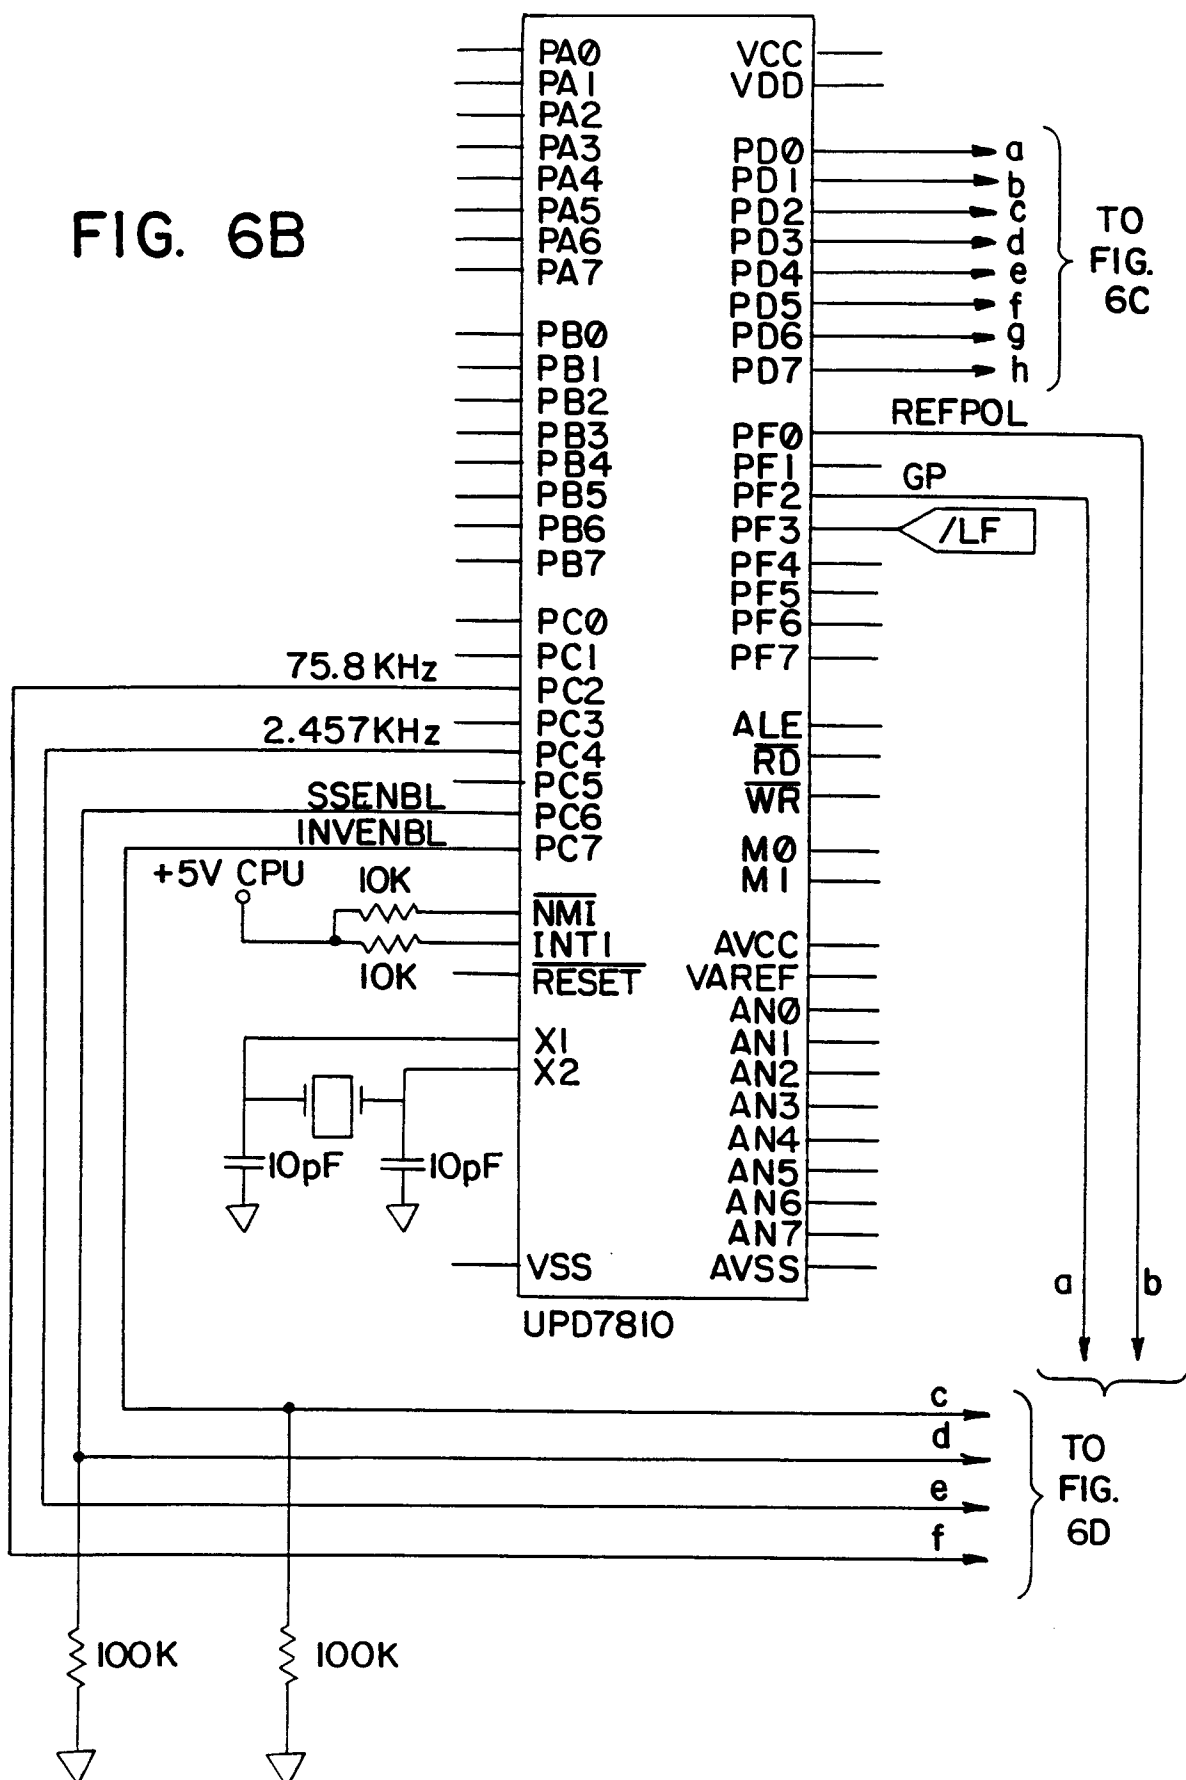 FIG. 6B
PA0
PA1
PA2
PA3
PA4
PA5
PA6
PA7
PB0
PB1
PB2
PB3
PB4
PB5
PB6
PB7
PC0
PC1
75.8 KHz
PC2
PC3
2.457KHz
PC4
PC5
SSENBL
PC6
INVENBL
PC7
+5V CPU
10K
NMI
INT1
10K
RESET
X1
X2
10pF
10pF
VSS
VCC
VDD
PD0 a
PD1 b
PD2 c
PD3 d
PD4 e
PD5 f
PD6 g
PD7 h
TO
FIG.
6C
REFPOL
PF0
PF1
GP
PF2
PF3
/LF
PF4
PF5
PF6
PF7
ALE
RD
WR
M0
M1
AVCC
VAREF
AN0
AN1
AN2
AN3
AN4
AN5
AN6
AN7
AVSS
UPD7810
a
b
c
d
e
f
TO
FIG.
6D
100K
100K